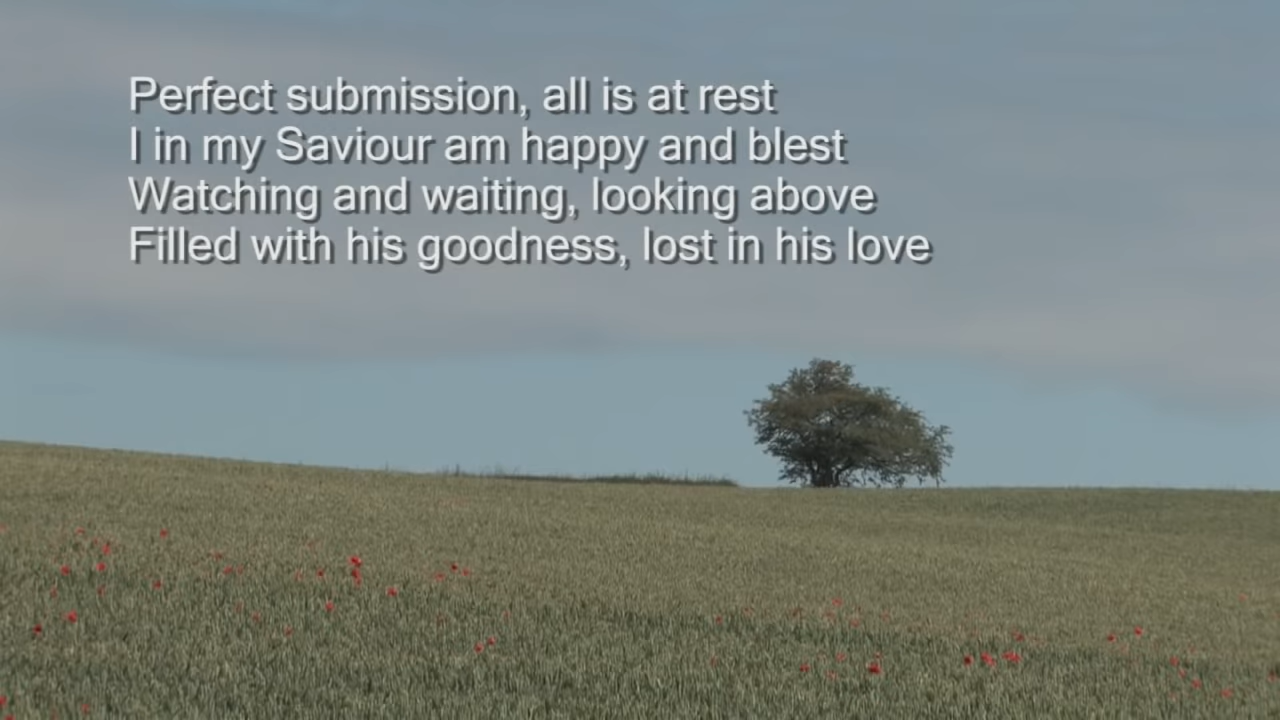 Perfect submission, all is at rest
I in my Saviour am happy and blest
Watching and waiting, looking above
Filled with his goodness, lost in his love